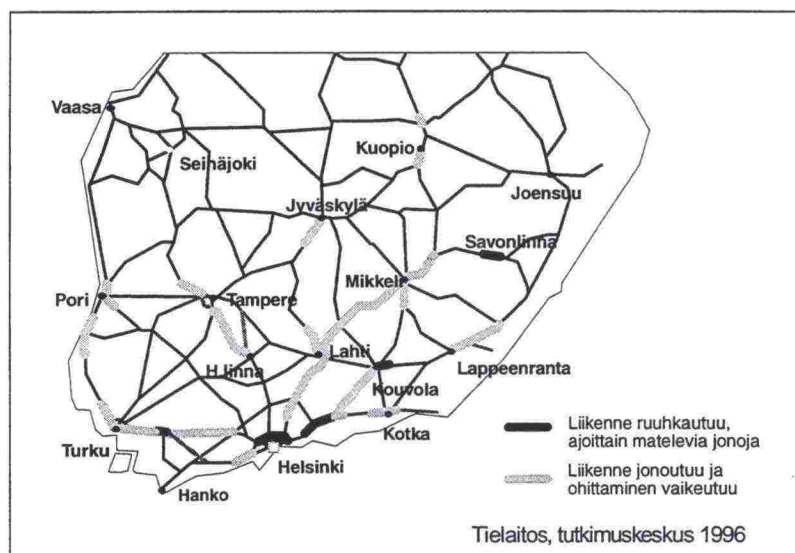 Vaasa
Seinäjoki
Kuopio
Joensuu
Jyväskylä
Savonlinna
Mikkeli
Pori
Tampere
H.linna
Lahti
Lappeenranta
Kouvola
Kotka
Turku
Helsinki
Hanko
Liikenne ruuhkautuu,
ajoittain matelevia jonoja
Liikenne jonoutuu ja
ohittaminen vaikeutuu
Tielaitos, tutkimuskeskus 1996